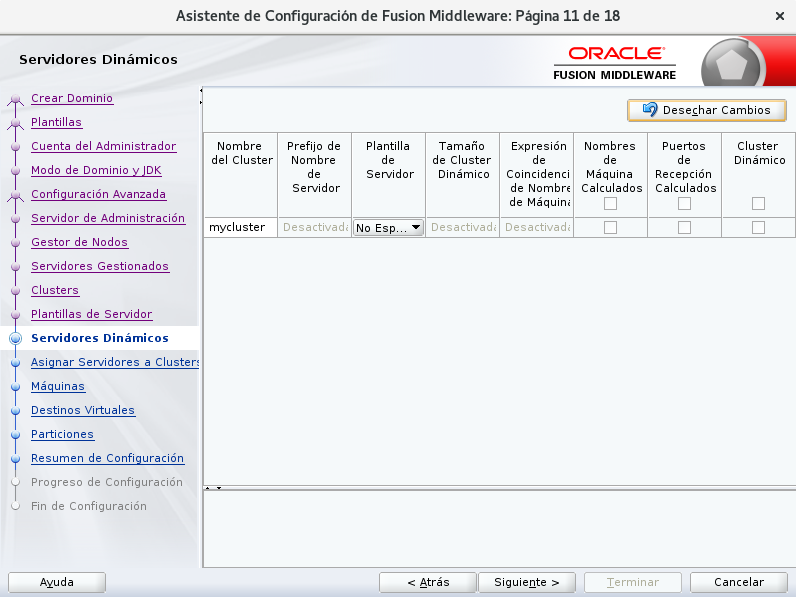 Asistente de Configuración de Fusion Middleware: Página 11 de 18
Servidores Dinámicos
ORACLE
FUSION MIDDLEWARE
Crear Dominio
Plantillas
Cuenta del Administrador
Modo de Dominio y JDK
Configuración Avanzada
Servidor de Administración
Gestor de Nodos
Servidores Gestionados
Clusters
Plantillas de Servidor
Servidores Dinámicos
Asignar Servidores a Clusters
Máquinas
Destinos Virtuales
Particiones
Resumen de Configuración
Progreso de Configuración
Fin de Configuración
Desechar Cambios
Nombre
del Cluster
Prefijo de
Nombre
de
Servidor
Plantilla
de
Servidor
Tamaño
de Cluster
Dinámico
Expresión
de
Coincidenci
de Nombre
de Máquina
Nombres
de
Máquina
Calculados
Puertos
de
Recepción
Calculados
Cluster
Dinámico
mycluster
Desactivada
No Esp...
Desactivada
Desactivada
Ayuda
< Atrás
Siguiente >
Terminar
Cancelar